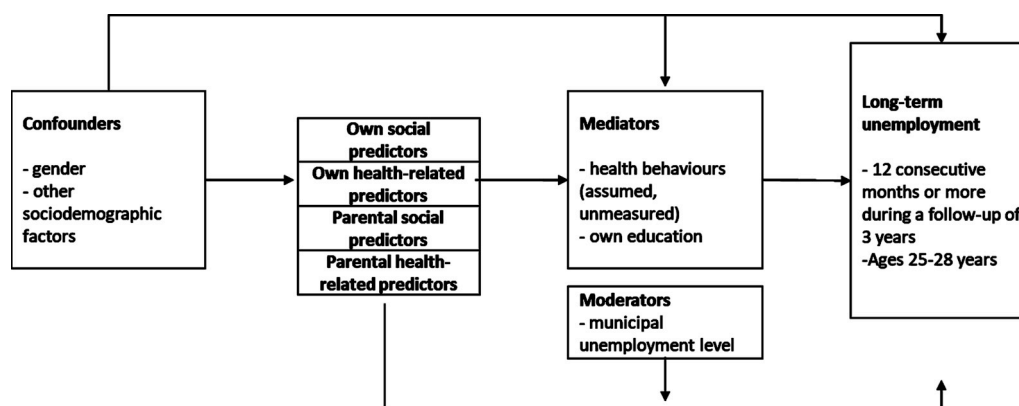 Confounders
- gender
- other
sociodemographic
factors
Own social
predictors
Own health-related
predictors
Parental social
predictors
Parental health-
related predictors
Mediators
- health behaviours
(assumed,
unmeasured)
- own education
Moderators
- municipal
unemployment level
Long-term
unemployment
- 12 consecutive
months or more
during a follow-up of
3 years
-Ages 25-28 years